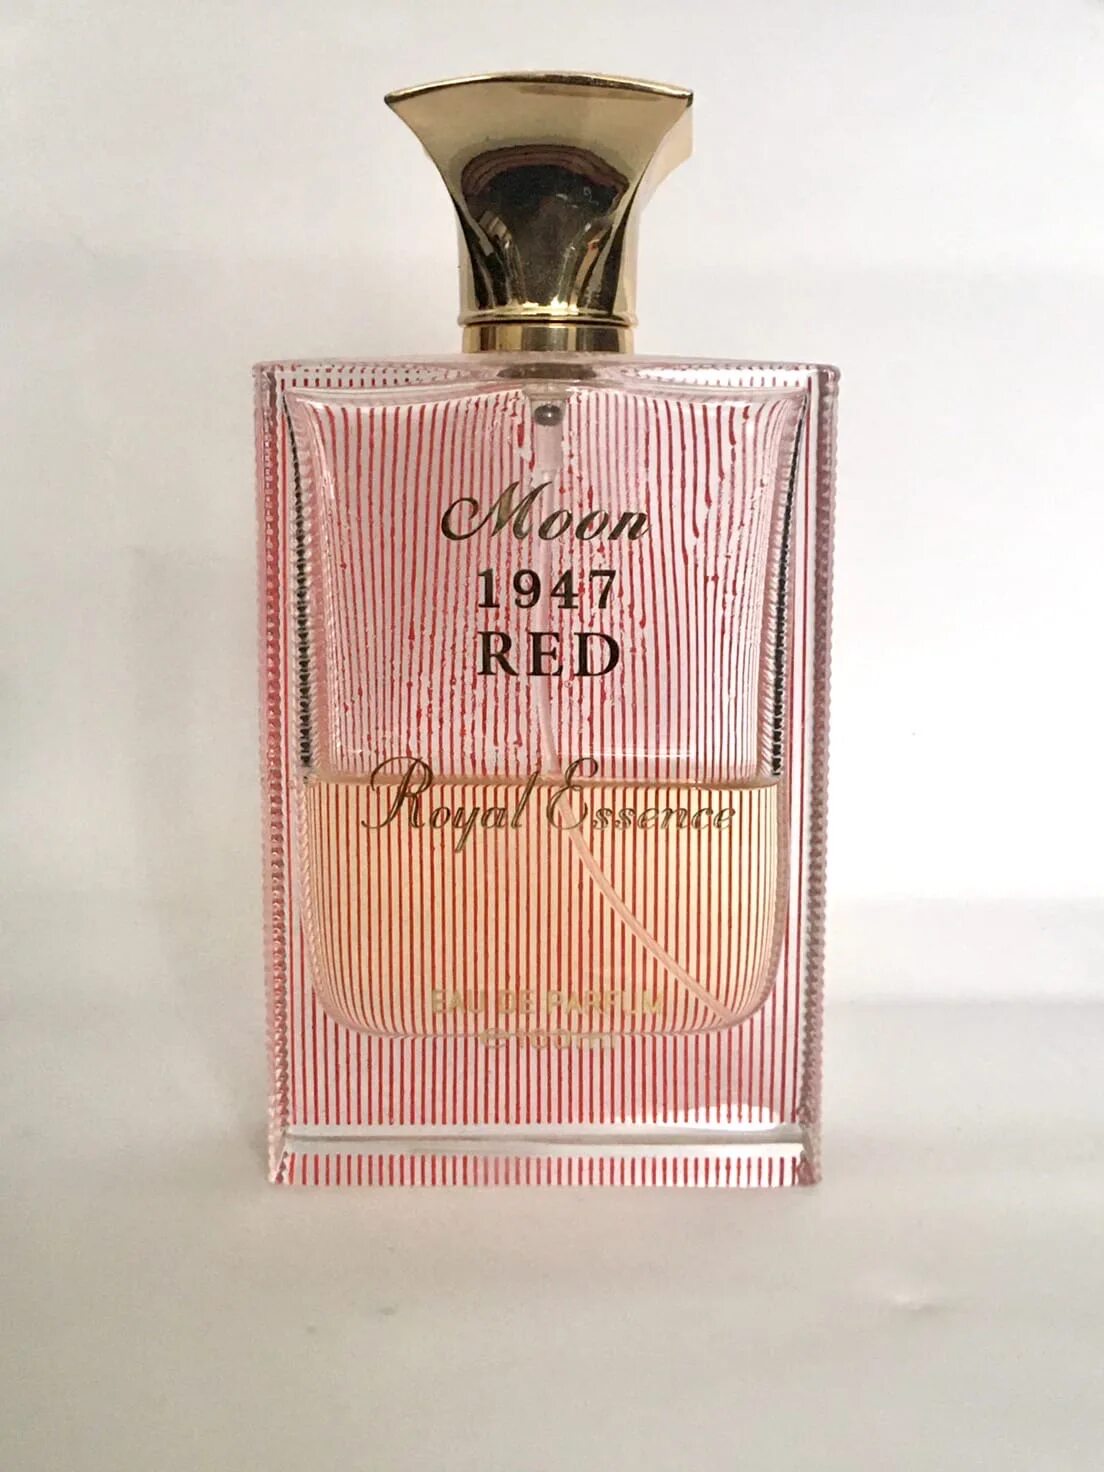 Moon
1947
RED
Royal Essence
EAU DE PARFUM
℮100ml